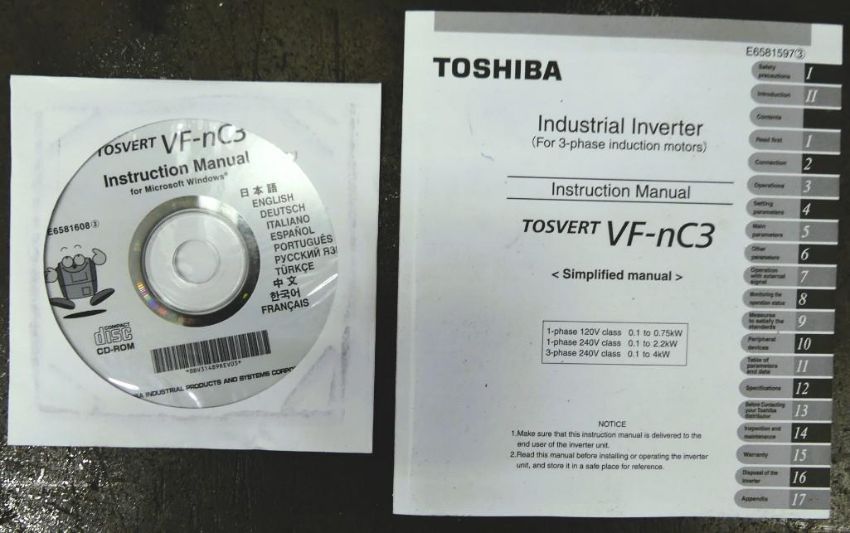 TOSVERT VF-nC3
Instruction Manual
for Microsoft Windows®
日本語
ENGLISH
DEUTSCH
ITALIANO
ESPAÑOL
PORTUGUÊS
РУССКИЙ ЯЗ
TÜRKÇE
中文
한국어
FRANÇAIS
E6581608③
COMPACT
disc
CD-ROM
INDUSTRIAL PRODUCTS AND SYSTEMS CORPO
E6581597③
TOSHIBA
Industrial Inverter
(For 3-phase induction motors)
Instruction Manual
TOSVERT VF-nC3
< Simplified manual >
1-phase 120V class 0.1 to 0.75kW
1-phase 240V class 0.1 to 2.2kW
3-phase 240V class 0.1 to 4kW
NOTICE
1.Make sure that this instruction manual is delivered to the
end user of the inverter unit.
2.Read this manual before installing or operating the inverter
unit, and store it in a safe place for reference.
Safety
precautions I
Introduction II
Contents
Read first 1
Connection 2
Operations 3
Setting
parameters 4
Main
parameters 5
Other
parameters 6
Operation
with external
signal 7
Monitoring the
operation status 8
Measures
to satisfy the
standards 9
Peripheral
devices 10
Table of
parameters
and data 11
Specifications 12
Before Contacting
your Toshiba
distributor 13
Inspection and
maintenance 14
Warranty 15
Disposal of the
inverter 16
Appendix 17